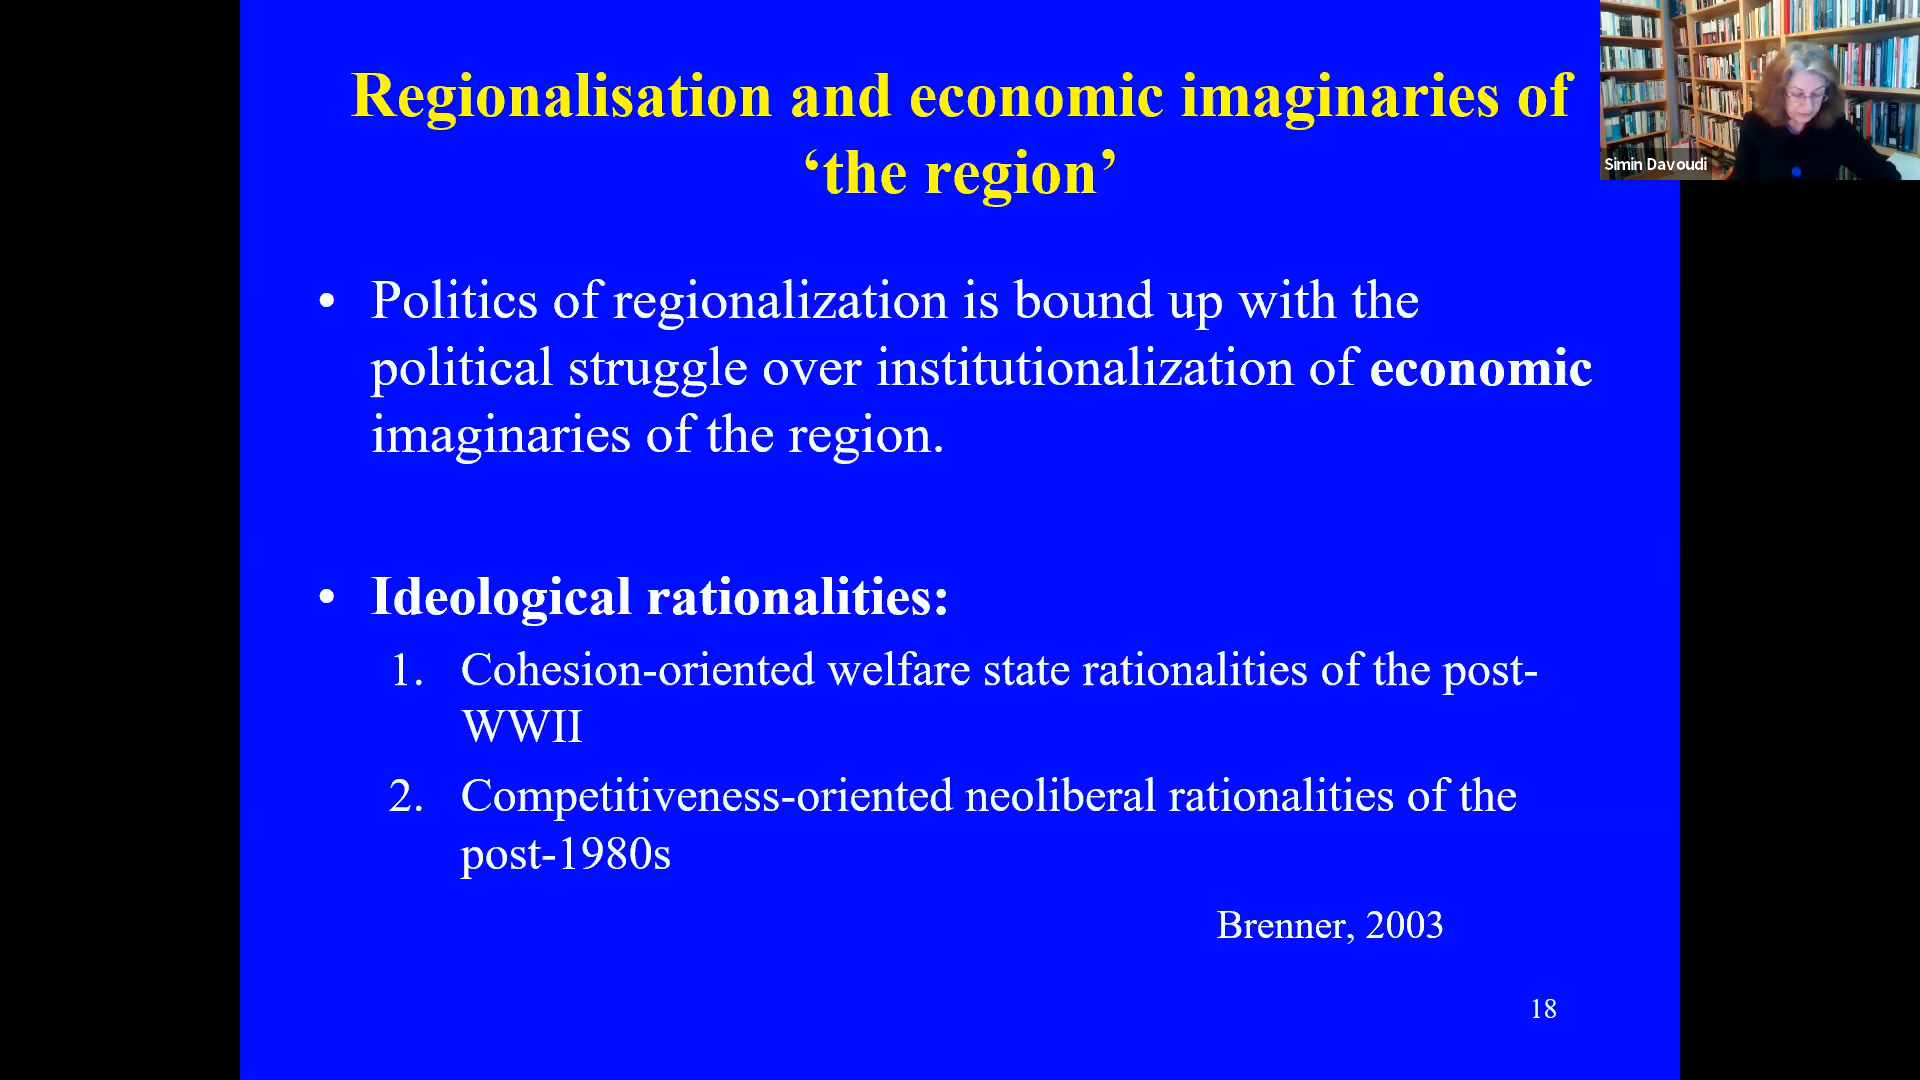 Regionalisation and economic imaginaries of
‘the region’
Simin Davoudi
• Politics of regionalization is bound up with the
political struggle over institutionalization of economic
imaginaries of the region.
• Ideological rationalities:
1. Cohesion-oriented welfare state rationalities of the post-
WWII
2. Competitiveness-oriented neoliberal rationalities of the
post-1980s
Brenner, 2003
18